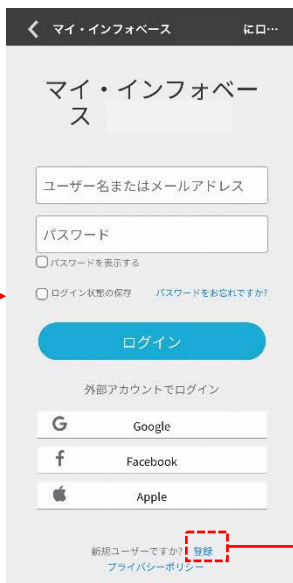 マイ・インフォベース にロ…
マイ・インフォベー
ス
ユーザー名またはメールアドレス
パスワード
パスワードを表示する
ログイン状態の保存 パスワードをお忘れですか?
ログイン
外部アカウントでログイン
Google
Facebook
Apple
新規ユーザーですか? 登録
プライバシーポリシー